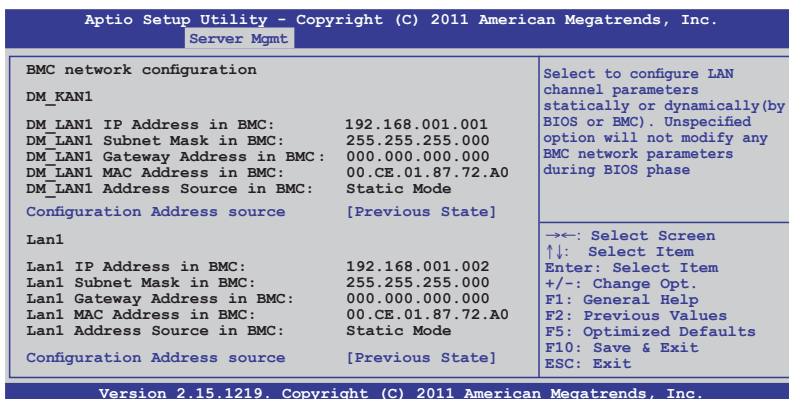 Aptio Setup Utility - Copyright (C) 2011 American Megatrends, Inc.
Server Mgmt
BMC network configuration
DM_KAN1
DM_LAN1 IP Address in BMC: 192.168.001.001
DM_LAN1 Subnet Mask in BMC: 255.255.255.000
DM_LAN1 Gateway Address in BMC: 000.000.000.000
DM_LAN1 MAC Address in BMC: 00.CE.01.87.72.A0
DM_LAN1 Address Source in BMC: Static Mode
Configuration Address source [Previous State]
Lan1
Lan1 IP Address in BMC: 192.168.001.002
Lan1 Subnet Mask in BMC: 255.255.255.000
Lan1 Gateway Address in BMC: 000.000.000.000
Lan1 MAC Address in BMC: 00.CE.01.87.72.A0
Lan1 Address Source in BMC: Static Mode
Configuration Address source [Previous State]
Select to configure LAN
channel parameters
statically or dynamically(by
BIOS or BMC). Unspecified
option will not modify any
BMC network parameters
during BIOS phase
→←: Select Screen
↑↓: Select Item
Enter: Select Item
+/-: Change Opt.
F1: General Help
F2: Previous Values
F5: Optimized Defaults
F10: Save & Exit
ESC: Exit
Version 2.15.1219. Copyright (C) 2011 American Megatrends, Inc.